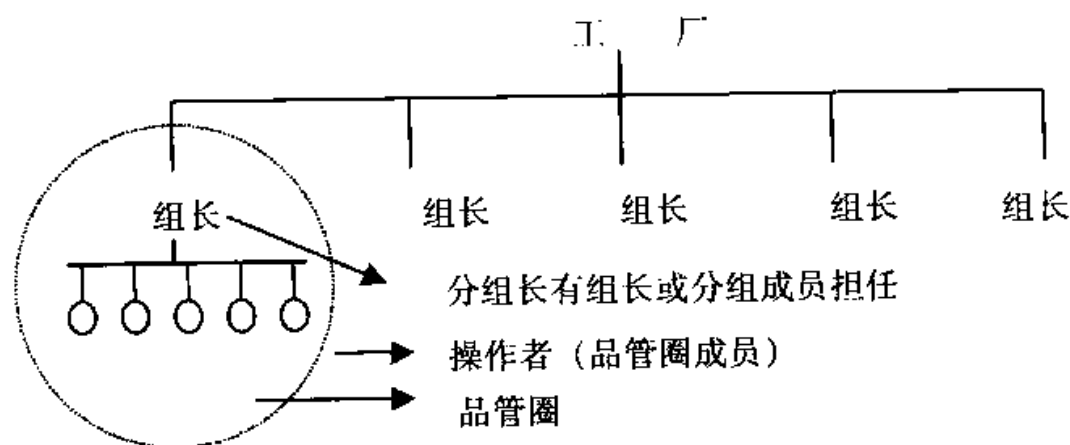 工 厂
组长 组长 组长 组长 组长
分组长有组长或分组成员担任
操作者（品管圈成员）
品管圈